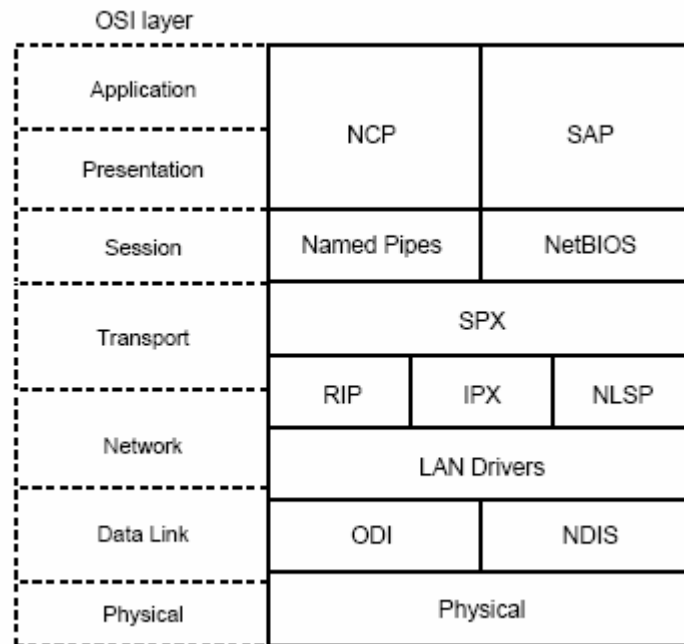 OSI layer
Application
NCP
SAP
Presentation
Session
Named Pipes
NetBIOS
SPX
Transport
RIP
IPX
NLSP
Network
LAN Drivers
Data Link
ODI
NDIS
Physical
Physical